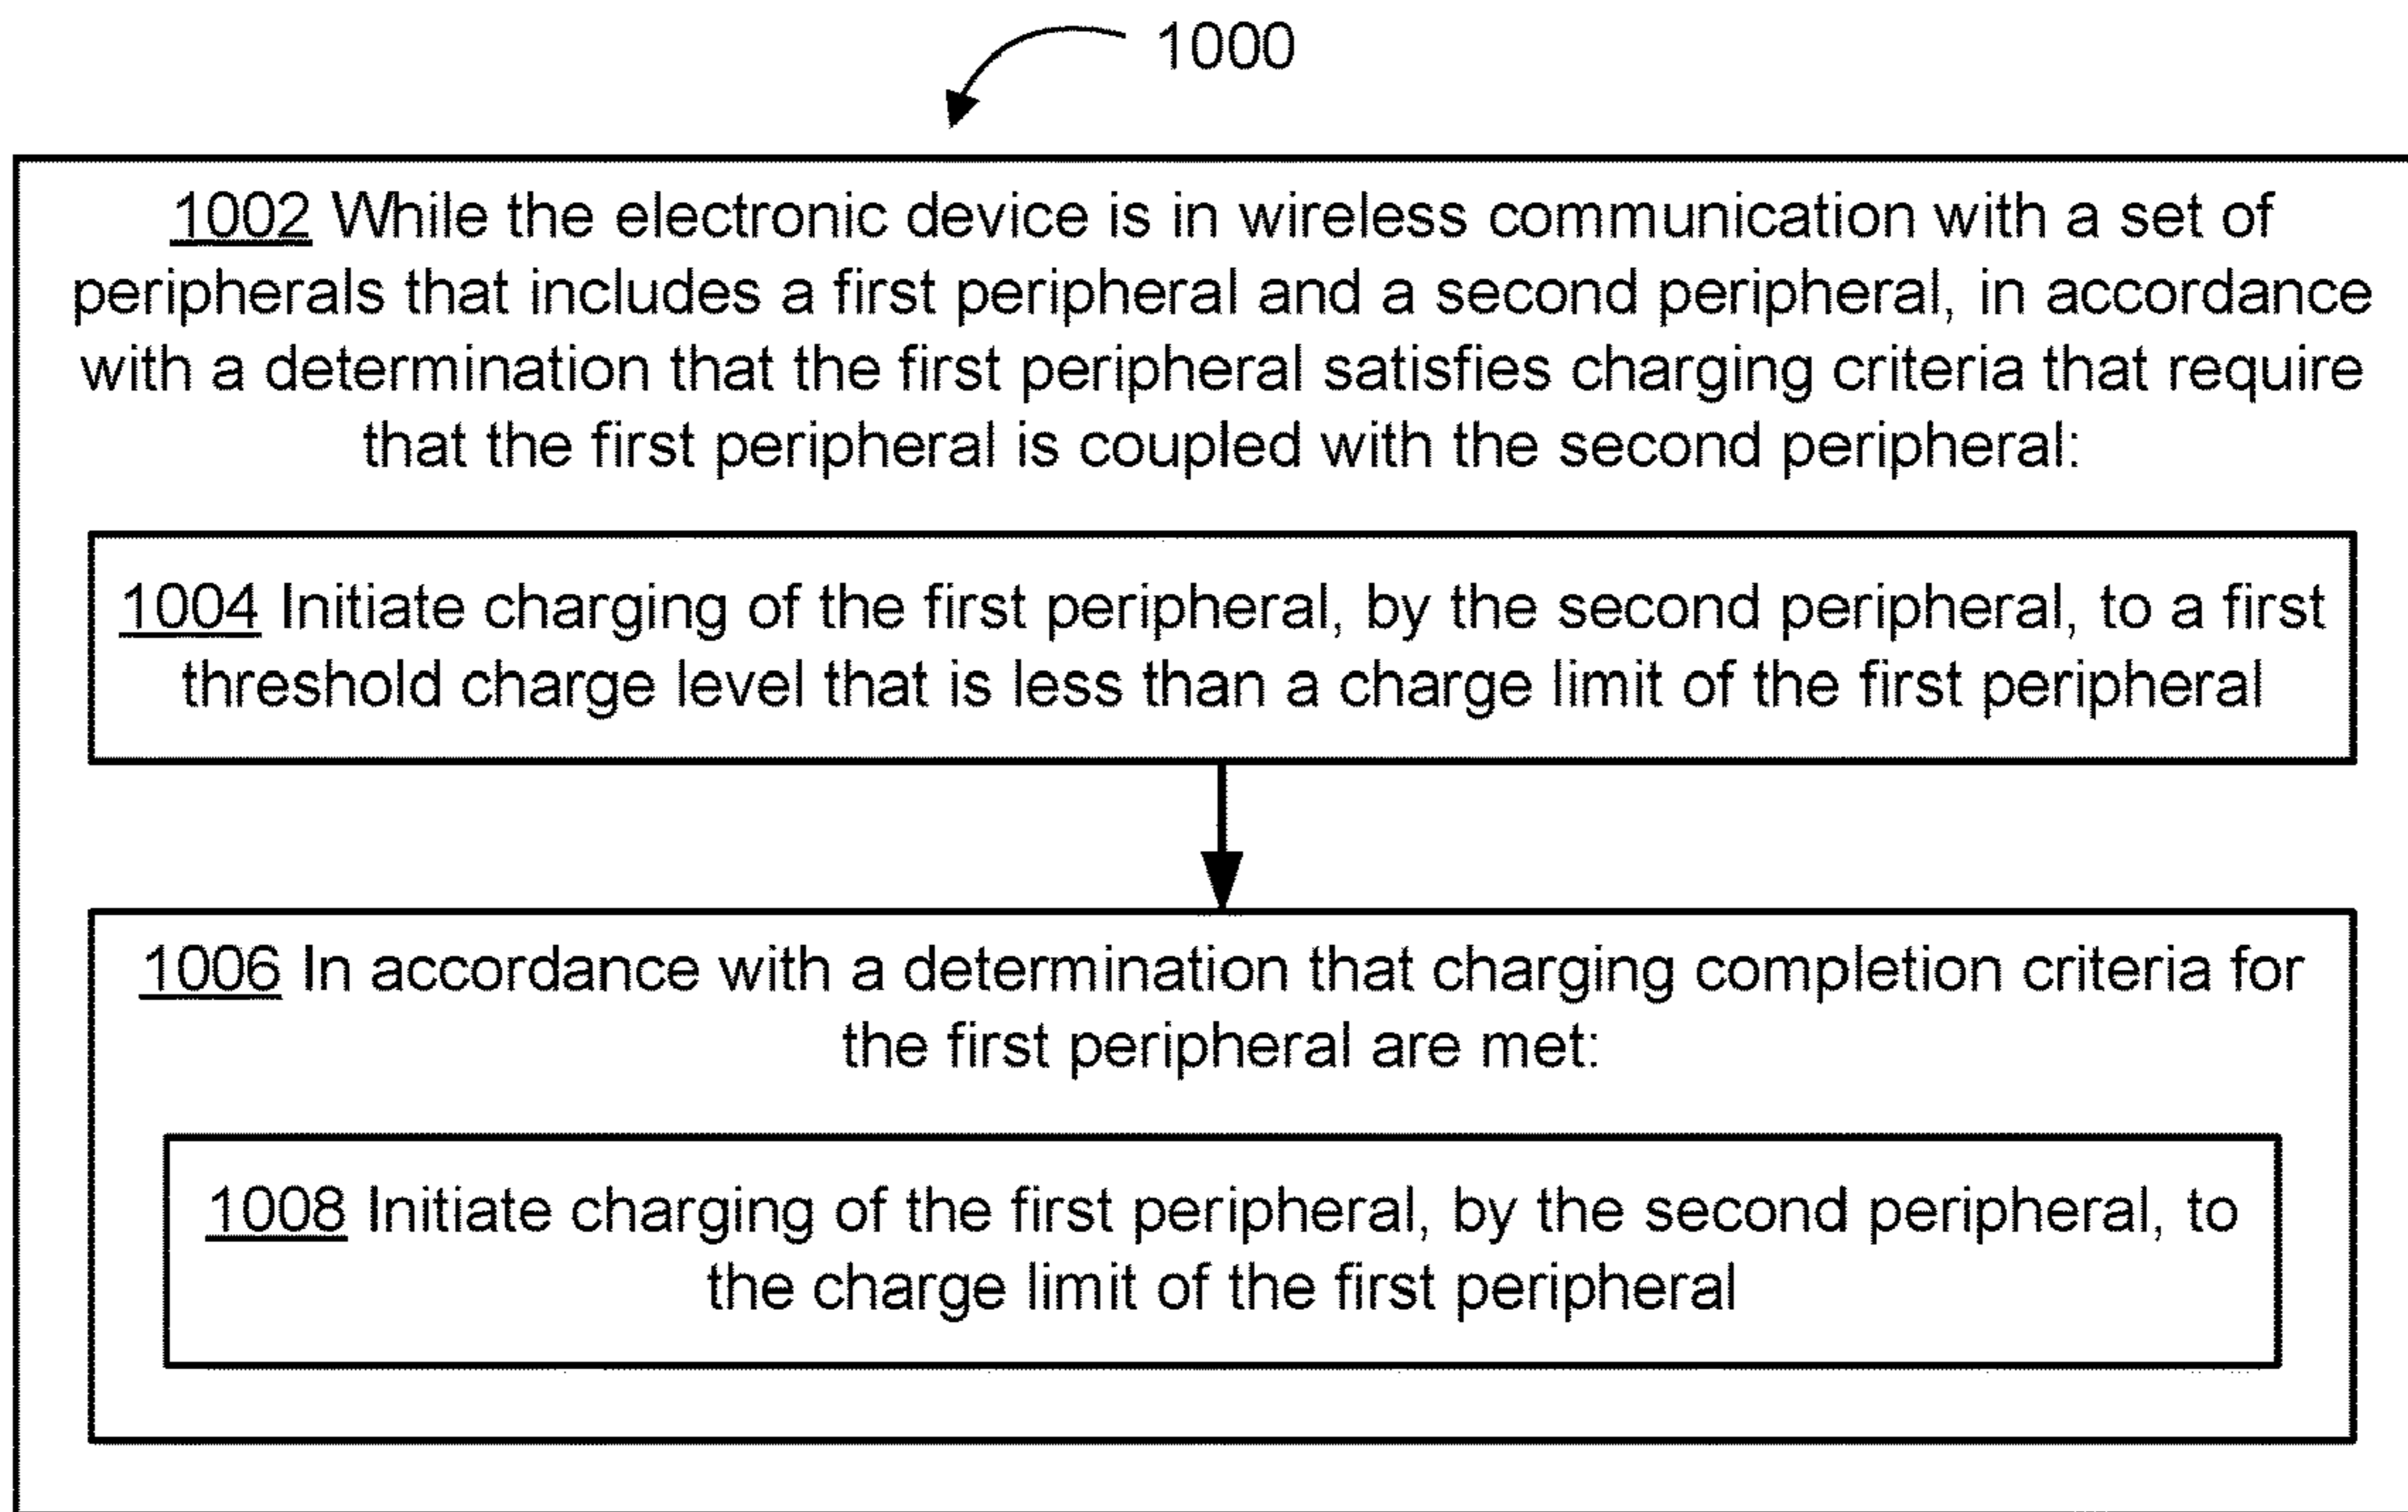 1000
1002 While the electronic device is in wireless communication with a set of
peripherals that includes a first peripheral and a second peripheral, in accordance
with a determination that the first peripheral satisfies charging criteria that require
that the first peripheral is coupled with the second peripheral:
1004 Initiate charging of the first peripheral, by the second peripheral, to a first
threshold charge level that is less than a charge limit of the first peripheral
1006 In accordance with a determination that charging completion criteria for
the first peripheral are met:
1008 Initiate charging of the first peripheral, by the second peripheral, to
the charge limit of the first peripheral